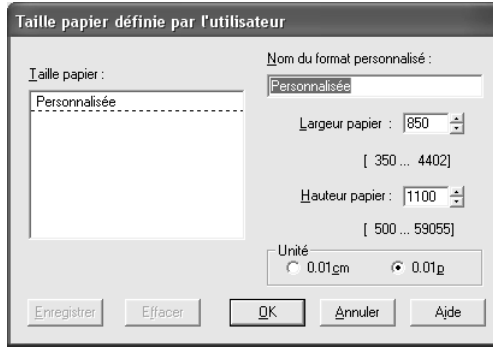 Taille papier définie par l'utilisateur
Taille papier :
Personnalisée
Nom du format personnalisé :
Personnalisée
Largeur papier : 850
[ 350 ... 4402]
Hauteur papier : 1100
[ 500 ... 59055]
Unité
0.01cm 0.01p
Enregistrer Effacer OK Annuler Aide